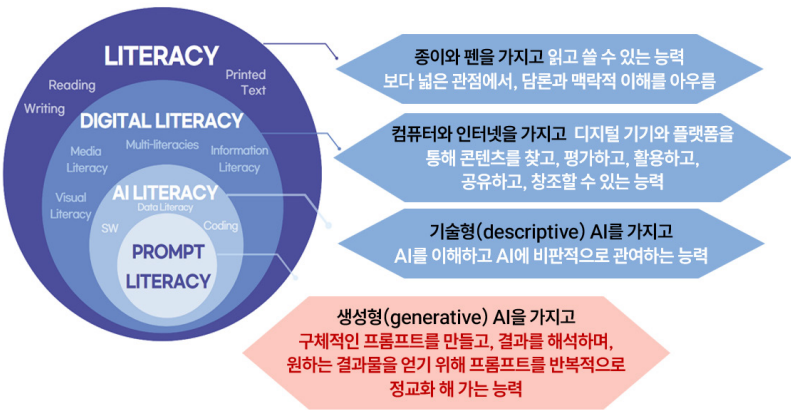 LITERACY
Reading
Printed
Text
Writing
DIGITAL LITERACY
Multi-literacies
Media
Literacy
Information
Literacy
Visual
Literacy
AI LITERACY
Data Literacy
SW
Coding
PROMPT
LITERACY
종이와 펜을 가지고 읽고 쓸 수 있는 능력
보다 넓은 관점에서, 담론과 맥락적 이해를 아우름
컴퓨터와 인터넷을 가지고 디지털 기기와 플랫폼을
통해 콘텐츠를 찾고, 평가하고, 활용하고,
공유하고, 창조할 수 있는 능력
기술형(descriptive) AI를 가지고
AI를 이해하고 AI에 비판적으로 관여하는 능력
생성형(generative) AI을 가지고
구체적인 프롬프트를 만들고, 결과를 해석하며,
원하는 결과물을 얻기 위해 프롬프트를 반복적으로
정교화 해 가는 능력